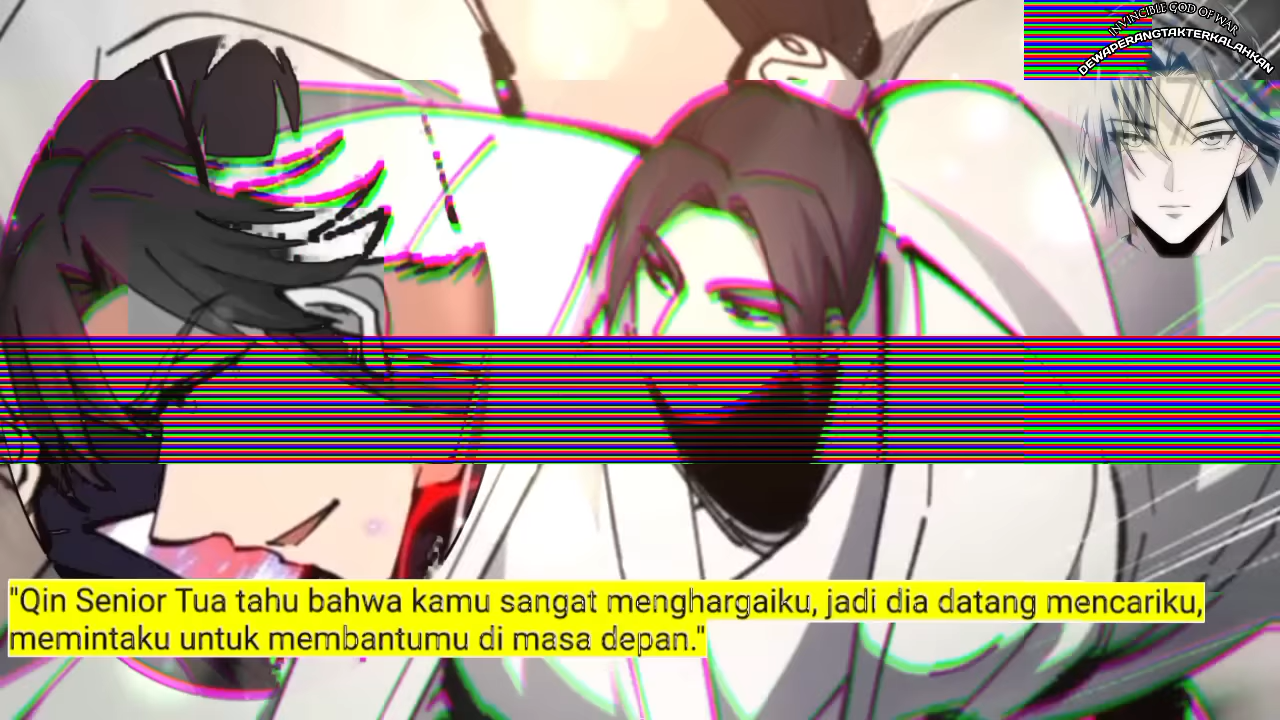 INVINCIBLE GOD OF WAR
DEWAPERANGTAKTERKALAHKAN
"Qin Senior Tua tahu bahwa kamu sangat menghargaiku, jadi dia datang mencariku,
memintaku untuk membantumu di masa depan."